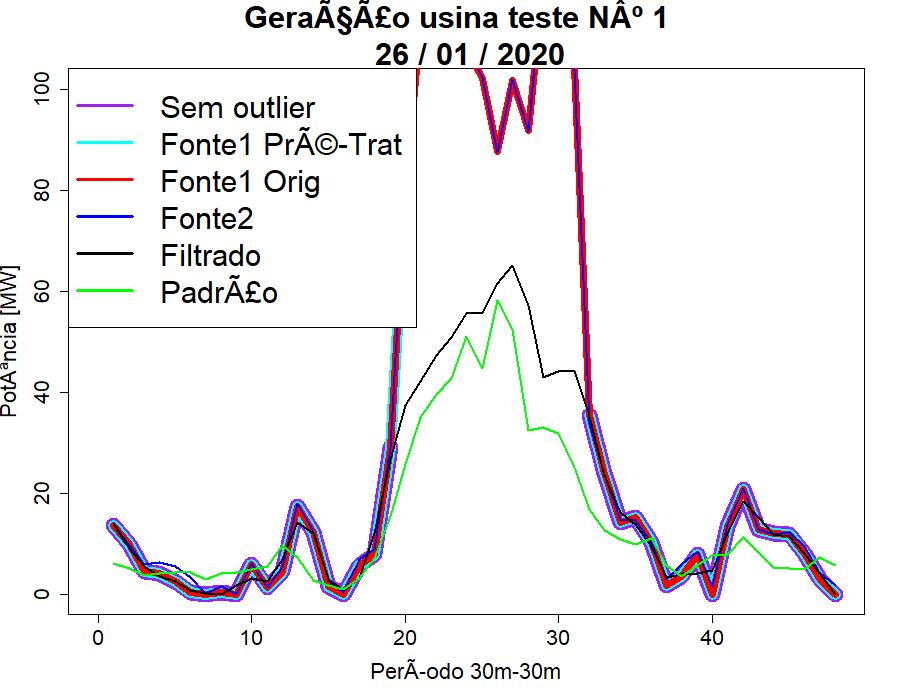 GeraÃ§Ã£o usina teste NÂº 1
26 / 01 / 2020
Sem outlier
Fonte1 PrÃ©-Trat
Fonte1 Orig
Fonte2
Filtrado
PadrÃ£o
PotÃªncia [MW]
100
80
60
40
20
0
0
10
20
30
40
PerÃ­-odo 30m-30m